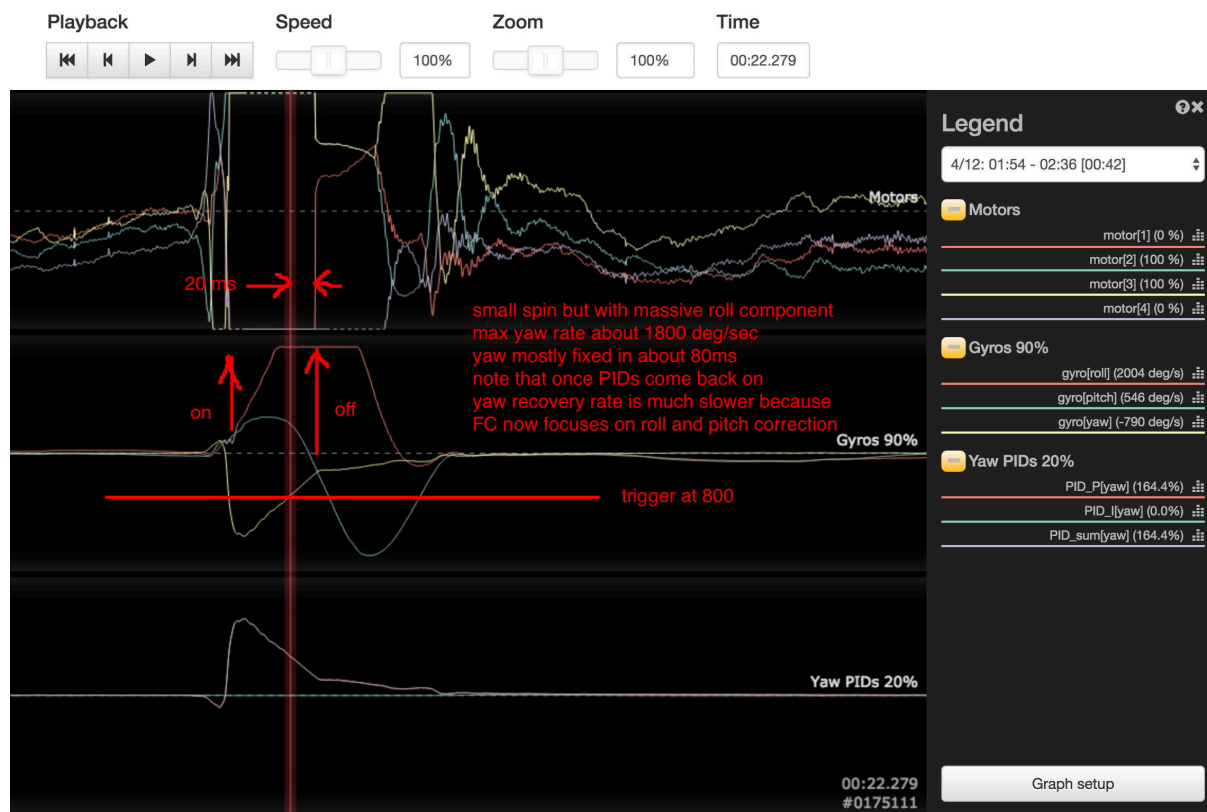 Playback
Speed
Zoom
Time
100%
100%
00:22.279
Legend
4/12: 01:54 - 02:36 [00:42]
Motors
Motors
motor[1] (0 %)
motor[2] (100 %)
motor[3] (100 %)
motor[4] (0 %)
20 ms
small spin but with massive roll component
max yaw rate about 1800 deg/sec
yaw mostly fixed in about 80ms
note that once PIDs come back on
yaw recovery rate is much slower because
FC now focuses on roll and pitch correction
on
off
Gyros 90%
Gyros 90%
gyro[roll] (2004 deg/s)
gyro[pitch] (546 deg/s)
gyro[yaw] (-790 deg/s)
trigger at 800
Yaw PIDs 20%
PID_P[yaw] (164.4%)
PID_I[yaw] (0.0%)
PID_sum[yaw] (164.4%)
Yaw PIDs 20%
00:22.279
#0175111
Graph setup